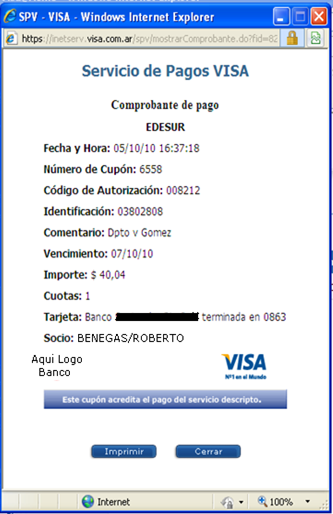 SPV - VISA - Windows Internet Explorer
https://inetserv.visa.com.ar/spv/mostrarComprobante.do?fid=82
Servicio de Pagos VISA
Comprobante de pago
EDESUR
Fecha y Hora: 05/10/10 16:37:18
Número de Cupón: 6558
Código de Autorización: 008212
Identificación: 03802808
Comentario: Dpto v Gomez
Vencimiento: 07/10/10
Importe: $ 40,04
Cuotas: 1
Tarjeta: Banco terminada en 0863
Socio: BENEGAS/ROBERTO
Aqui Logo
Banco
VISA
Nº1 en el Mundo
Este cupón acredita el pago del servicio descripto.
Imprimir Cerrar
Internet 100%